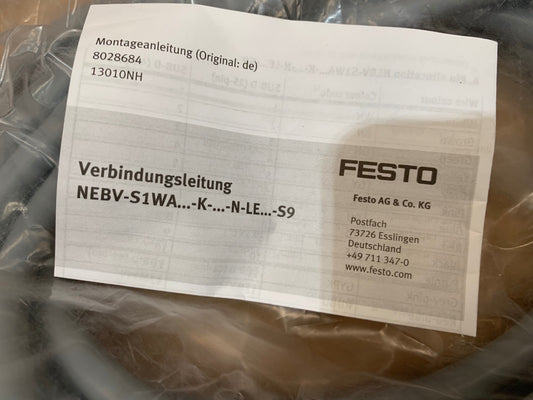 Montageanleitung (Original: de)
8028684
1301ONH
Verbindungsleitung
NEBV-S1WA...-K-...-N-LE...-S9
FESTO
Festo AG & Co. KG
Postfach
73726 Esslingen
Deutschland
+49 711 347-0
www.festo.com